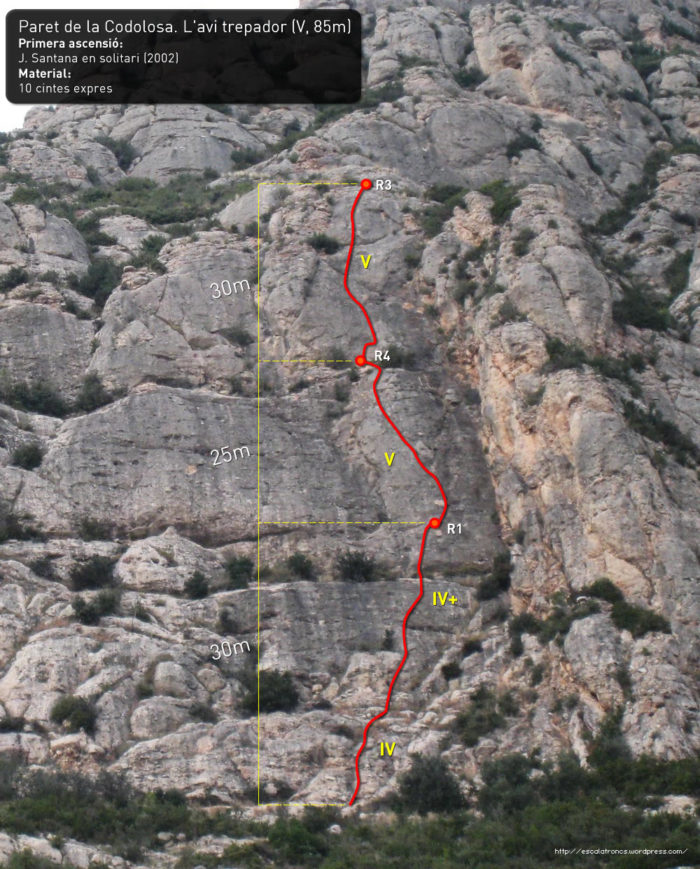 Paret de la Codolosa. L'avi trepador (V, 85m)
Primera ascensió:
J. Santana en solitari (2002)
Material:
10 cintes expres
R3
V
30m
R4
25m
V
R1
IV+
30m
IV
http://escalatroncs.wordpress.com/